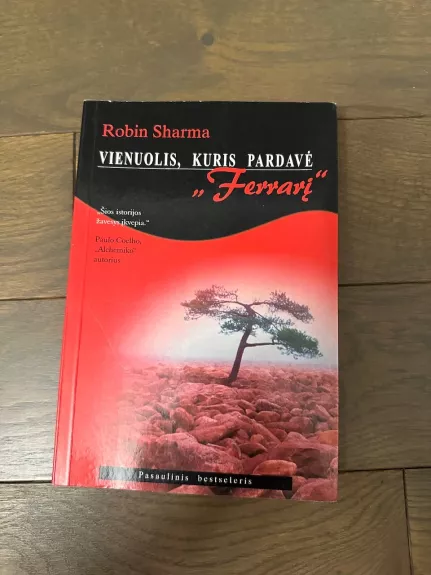 Robin Sharma
VIENUOLIS, KURIS PARDAVĖ
„Ferrarį“
„Šios istorijos
žavesys įkvepia.“
Paulo Coelho,
„Alchemiko“
autorius
Pasaulinis bestseleris